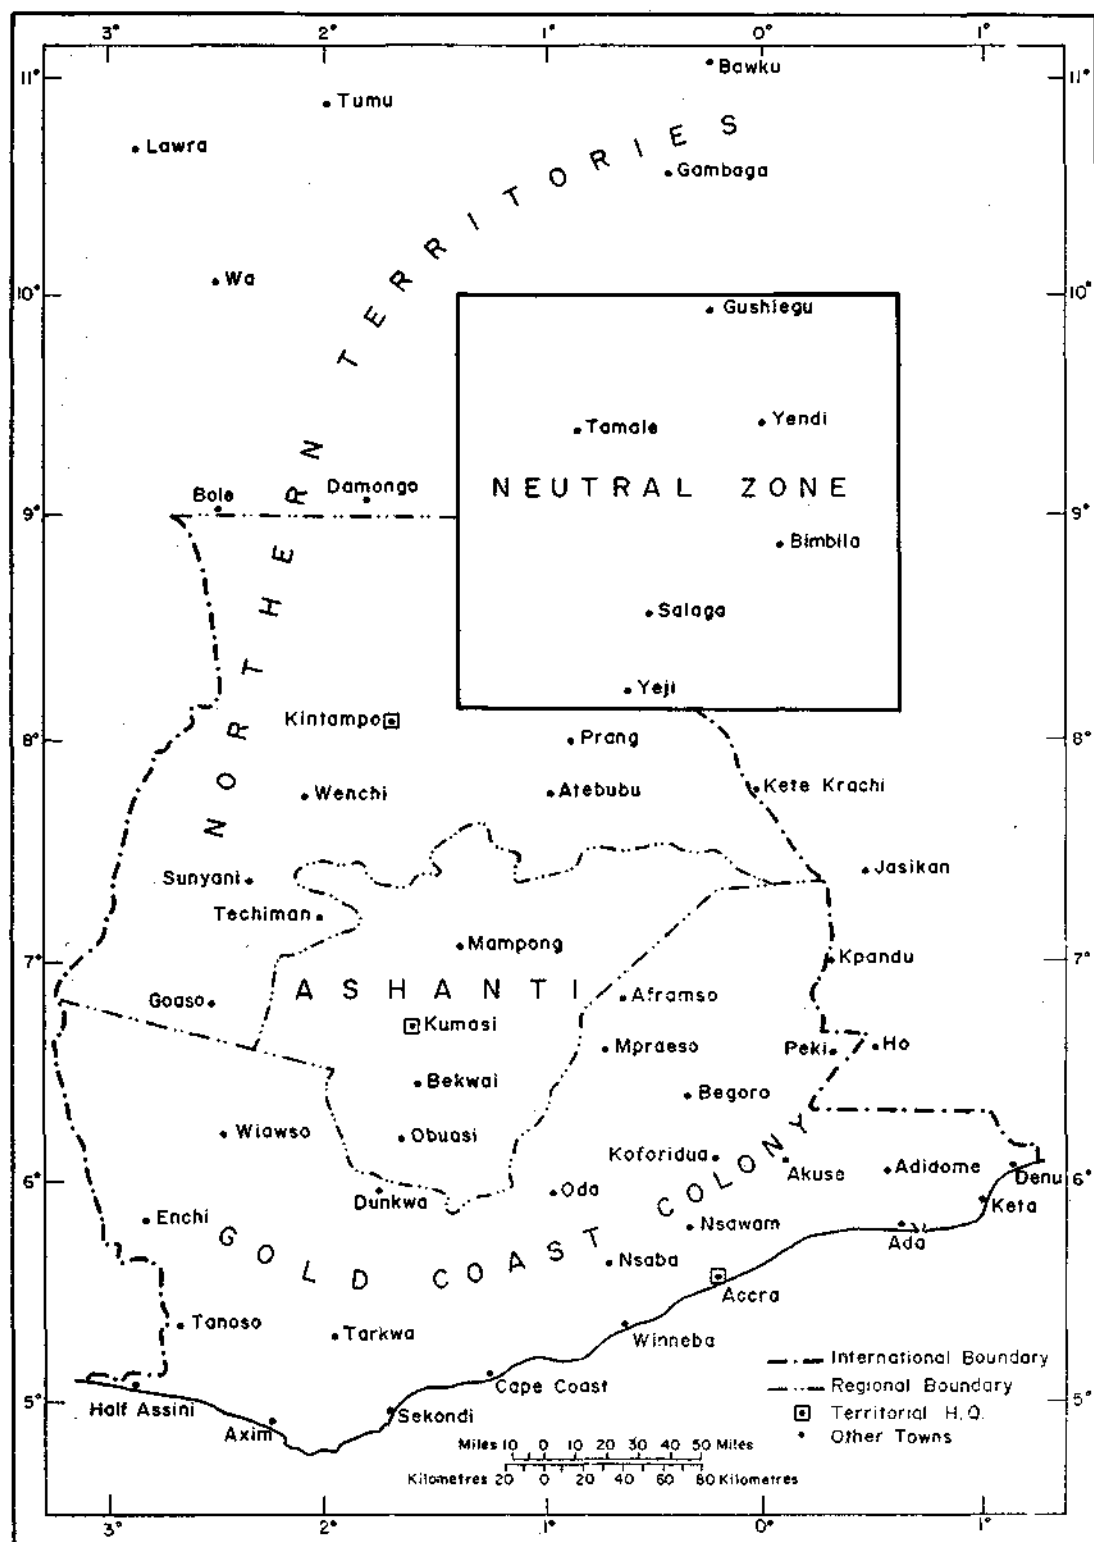 3° 2° 1° 0° 1°
11° 11°
Bawku
Tumu
Lawra
Gambaga
NORTHERN TERRITORIES
Wa
10° 10°
Gushiegu
Tamale
Yendi
NEUTRAL ZONE
Bole
Damongo
9° 9°
Bimbila
Salaga
Yeji
Kintampo
8° 8°
Prang
Wenchi
Atebubu
Kete Krachi
Sunyani
Jasikan
Techiman
Mampong
7° 7°
Kpandu
ASHANTI
Goaso
Aframso
Kumasi
Mpraeso
Peki
Ho
Bekwai
Begoro
Wiawso
Obuasi
Koforidua
Akuse
Adidome
Denu
6° 6°
Dunkwa
Oda
Keta
Enchi
Nsawam
Ada
GOLD COAST COLONY
Nsaba
Accra
Tanoso
Tarkwa
Winneba
International Boundary
Cape Coast
Regional Boundary
5° 5°
Half Assini
Sekondi
Territorial H.Q.
Axim
Other Towns
Miles 10 0 10 20 30 40 50 Miles
Kilometres 20 0 20 40 60 80 Kilometres
3° 2° 1° 0° 1°